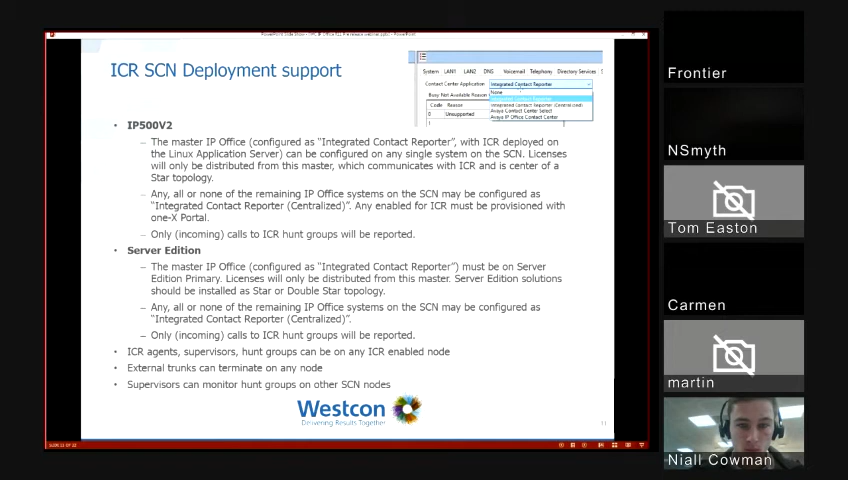 ICR SCN Deployment support
System LAN1 LAN2 DNS Voicemail Telephony Directory Services
Contact Center Application Integrated Contact Reporter
None
Busy Not Available Reason
Integrated Contact Reporter (Centralized)
Code Reason
Avaya Contact Center Select
0 Unsupported
Avaya IP Office Contact Center
• IP500V2
– The master IP Office (configured as "Integrated Contact Reporter", with ICR deployed on
the Linux Application Server) can be configured on any single system on the SCN. Licenses
will only be distributed from this master, which communicates with ICR and is center of a
Star topology.
– Any, all or none of the remaining IP Office systems on the SCN may be configured as
"Integrated Contact Reporter (Centralized)". Any enabled for ICR must be provisioned with
one-X Portal.
– Only (incoming) calls to ICR hunt groups will be reported.
• Server Edition
– The master IP Office (configured as "Integrated Contact Reporter") must be on Server
Edition Primary. Licenses will only be distributed from this master. Server Edition solutions
should be installed as Star or Double Star topology.
– Any, all or none of the remaining IP Office systems on the SCN may be configured as
"Integrated Contact Reporter (Centralized)".
– Only (incoming) calls to ICR hunt groups will be reported.
• ICR agents, supervisors, hunt groups can be on any ICR enabled node
• External trunks can terminate on any node
• Supervisors can monitor hunt groups on other SCN nodes
Westcon
Delivering Results Together
11
Frontier
NSmyth
Tom Easton
Carmen
martin
Niall Cowman